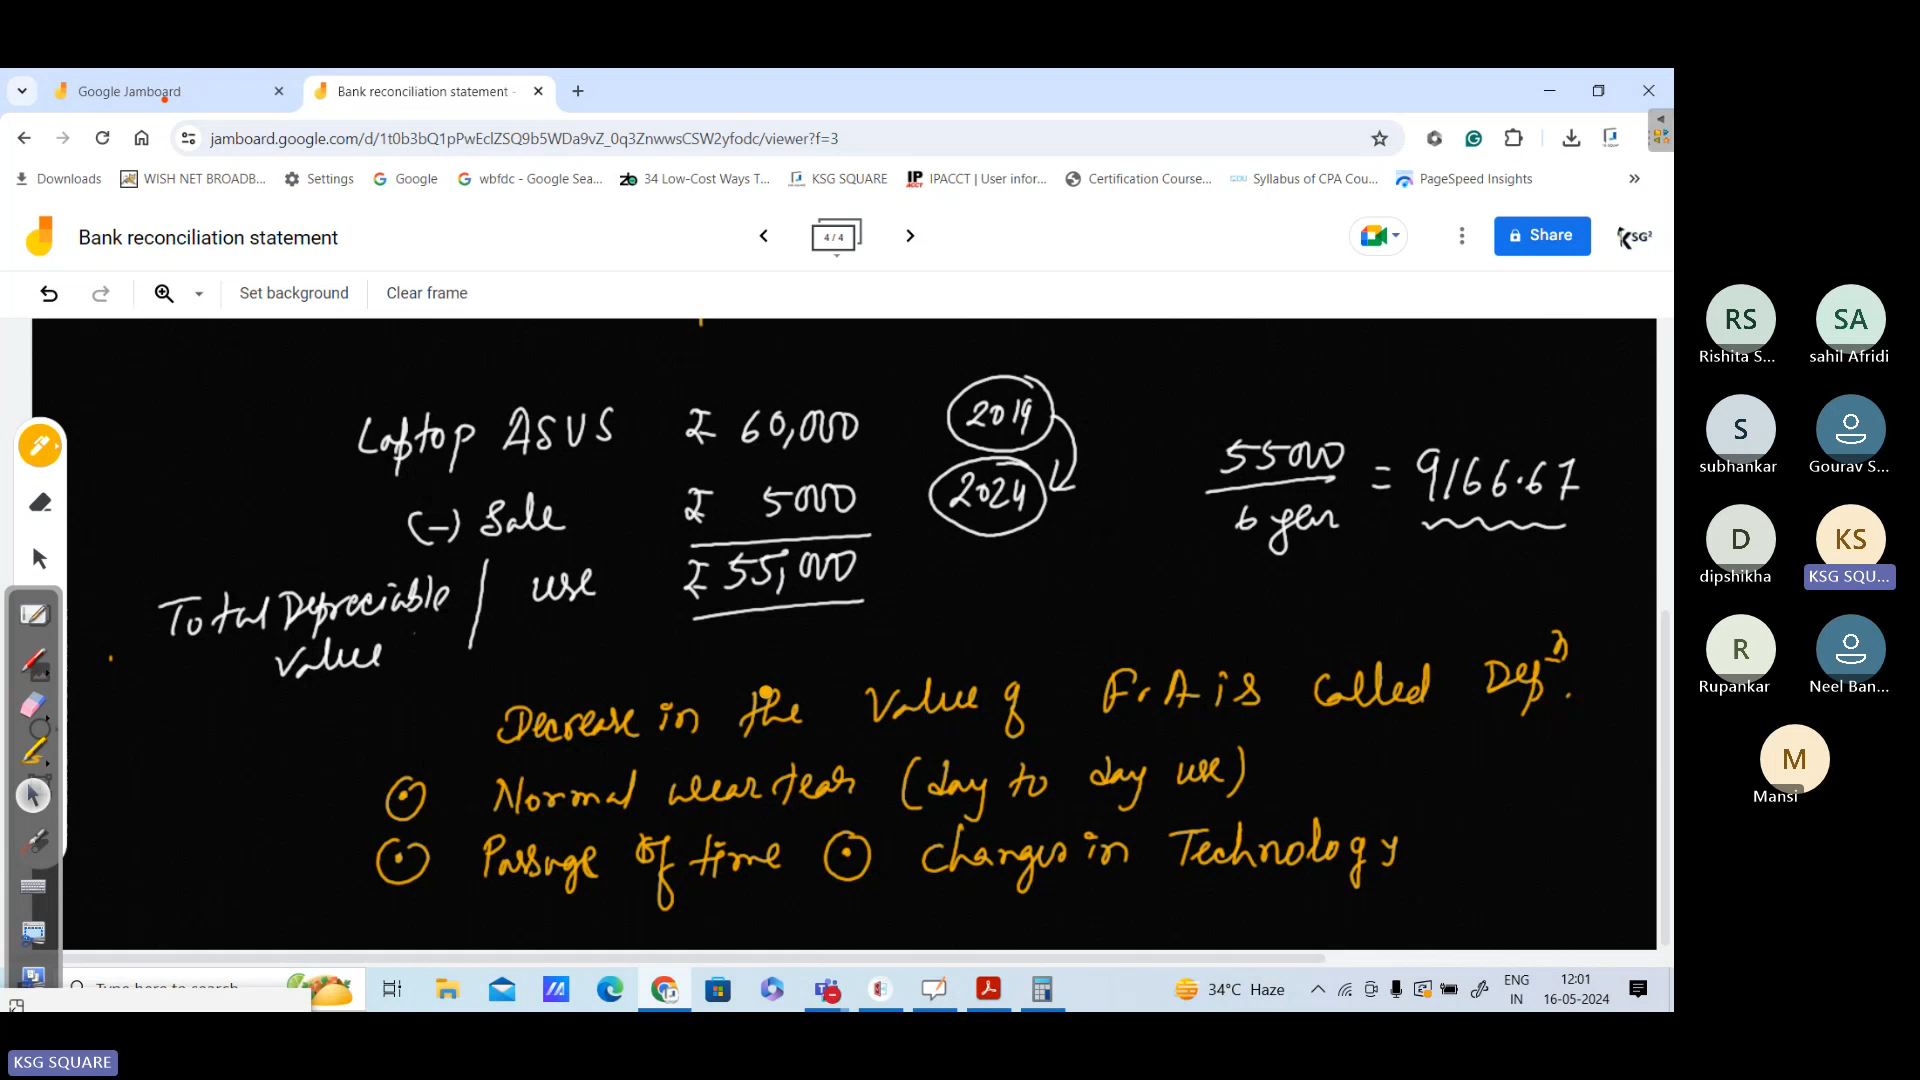 Google Jamboard
Bank reconciliation statement -
jamboard.google.com/d/1t0b3bQ1pPwEclZSQ9b5WDa9vZ_0q3ZnwwsCSW2yfodc/viewer?f=3
Downloads WISH NET BROADB... Settings Google wbfdc - Google Sea... 34 Low-Cost Ways T... KSG SQUARE IPACCT | User infor... Certification Course... Syllabus of CPA Cou... PageSpeed Insights
Bank reconciliation statement
4 / 4
Share
KSG²
Set background Clear frame
Laptop ASUS ₹ 60,000 2019
(-) Sale ₹ 5000 2024
55000 / 6 year = 9166.67
Total Depreciable Value / use ₹ 55,000
Decrease in the Value of F.A is called Depⁿ.
Normal wear tear (day to day use)
Passage of time changes in Technology
RS
Rishita S...
SA
sahil Afridi
S
subhankar
Gourav S...
D
dipshikha
KS
KSG SQU...
R
Rupankar
Neel Ban...
M
Mansi
34°C Haze
ENG
IN
12:01
16-05-2024
KSG SQUARE